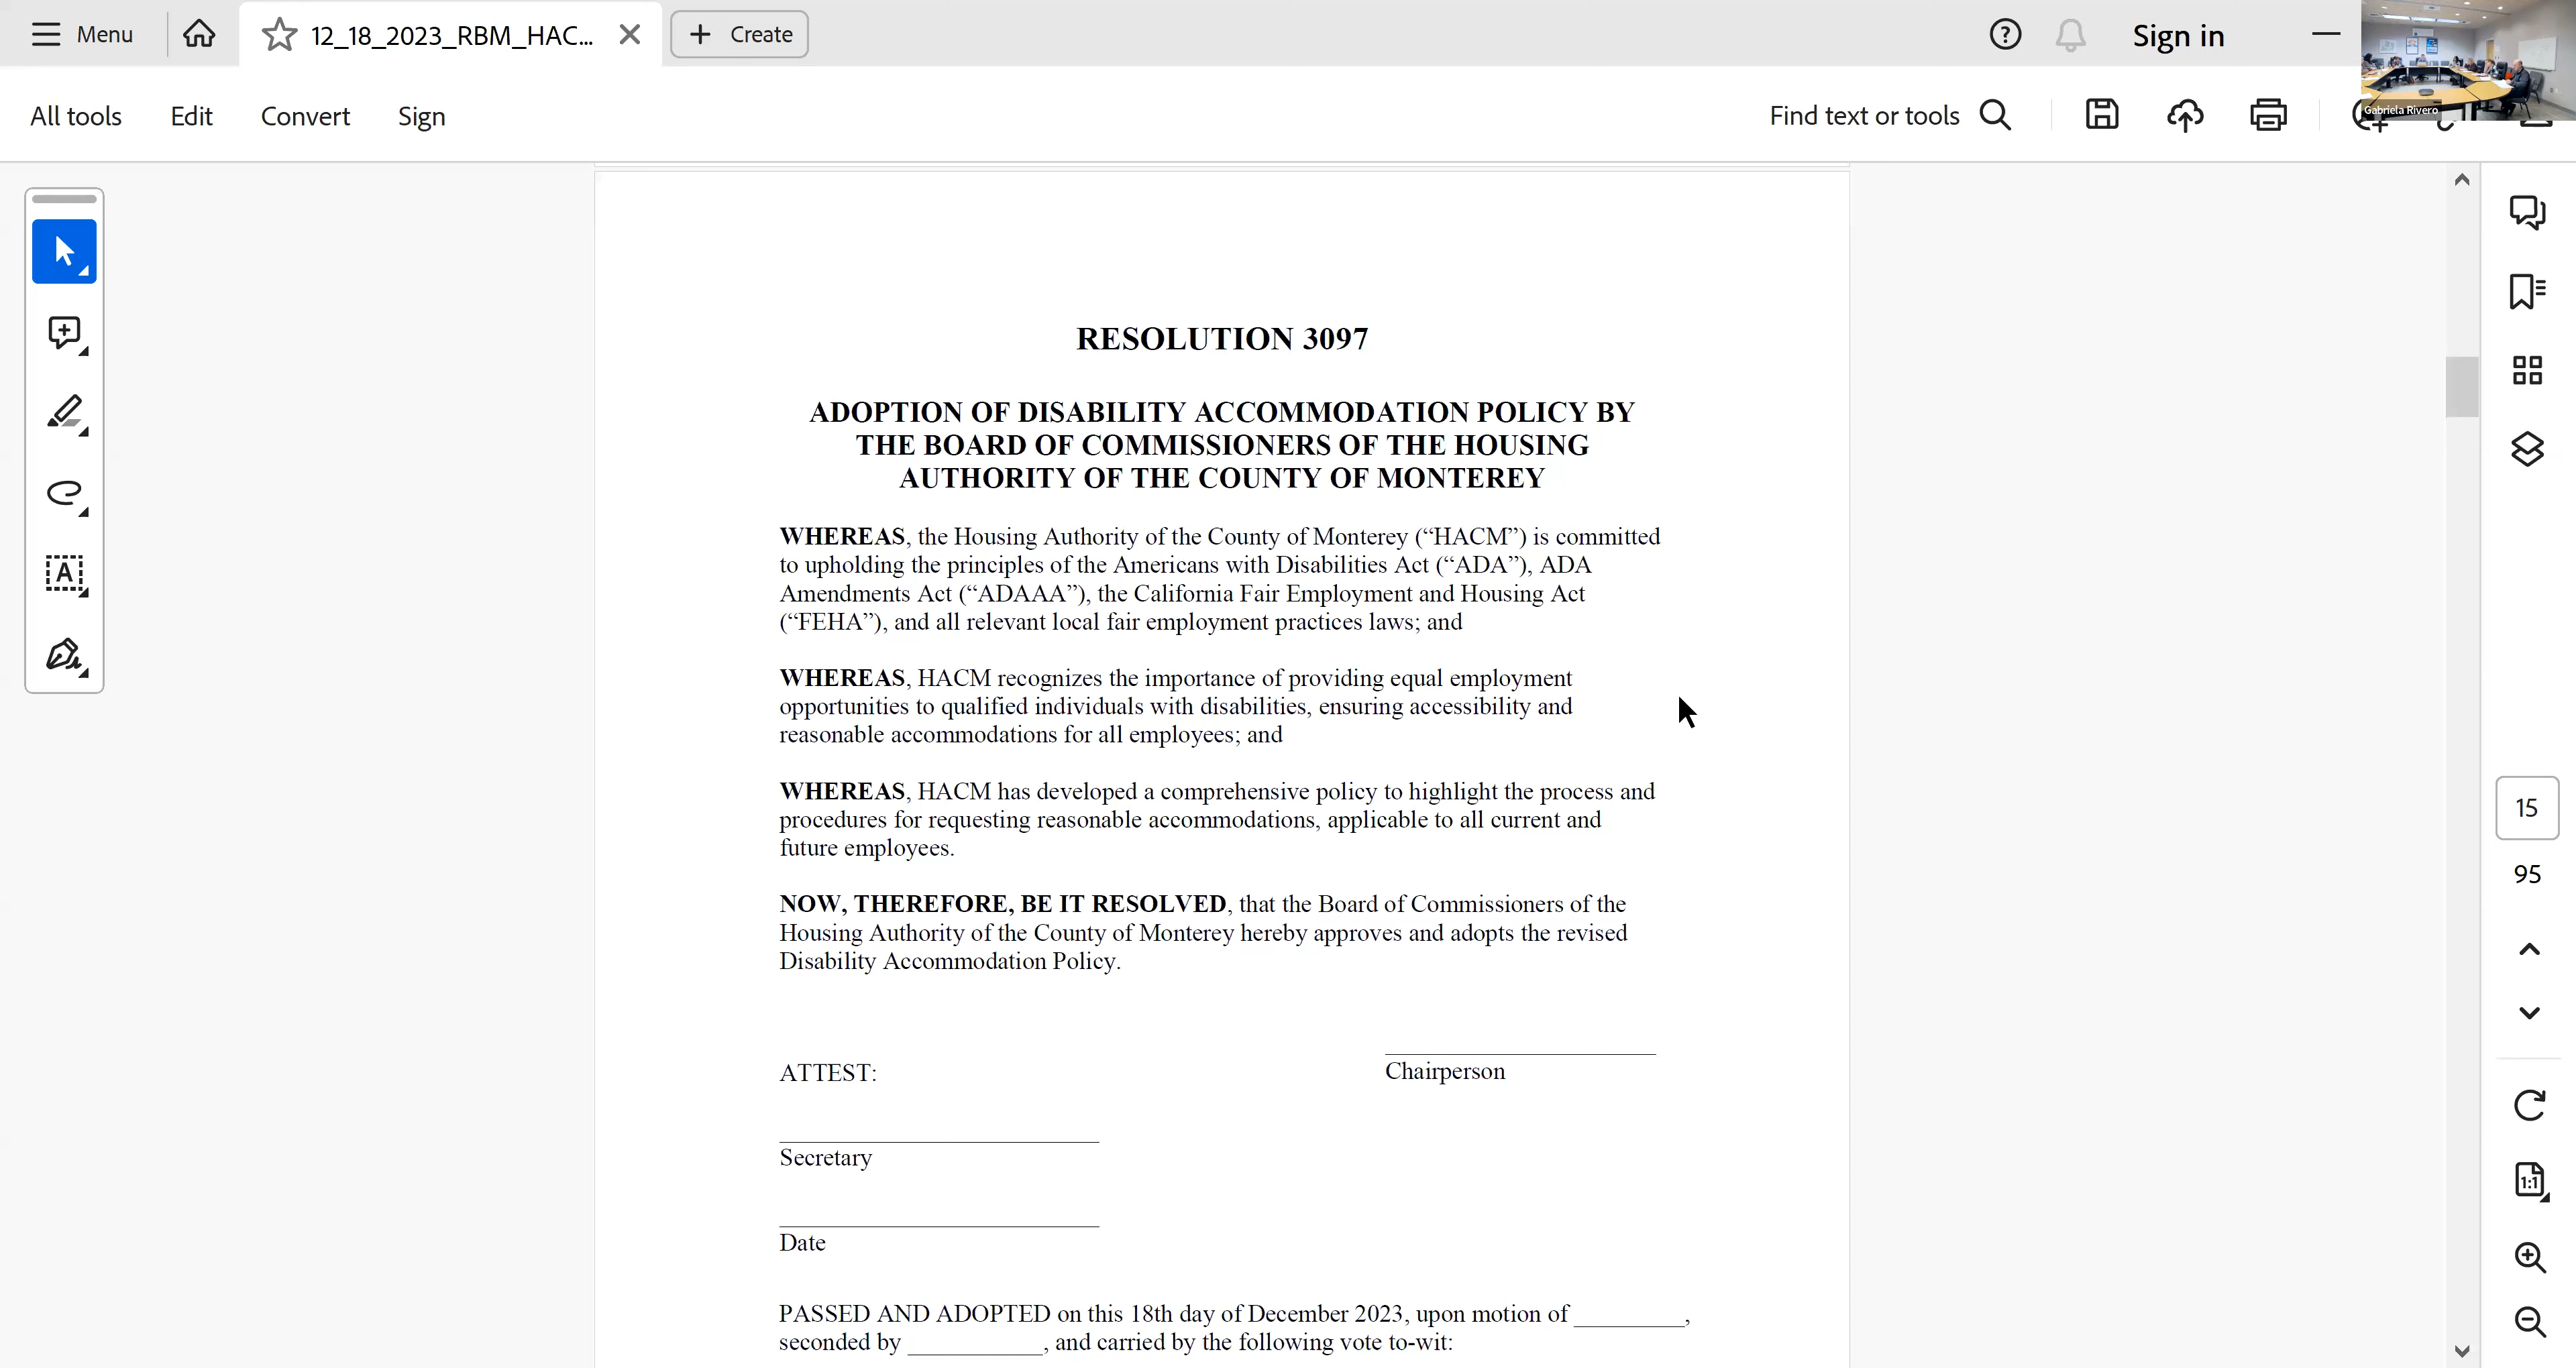 Menu
12_18_2023_RBM_HAC...
Create
Sign in
All tools
Edit
Convert
Sign
Find text or tools
Gabriela Rivero
RESOLUTION 3097
ADOPTION OF DISABILITY ACCOMMODATION POLICY BY
THE BOARD OF COMMISSIONERS OF THE HOUSING
AUTHORITY OF THE COUNTY OF MONTEREY
WHEREAS, the Housing Authority of the County of Monterey (“HACM”) is committed
to upholding the principles of the Americans with Disabilities Act (“ADA”), ADA
Amendments Act (“ADAAA”), the California Fair Employment and Housing Act
(“FEHA”), and all relevant local fair employment practices laws; and
WHEREAS, HACM recognizes the importance of providing equal employment
opportunities to qualified individuals with disabilities, ensuring accessibility and
reasonable accommodations for all employees; and
WHEREAS, HACM has developed a comprehensive policy to highlight the process and
procedures for requesting reasonable accommodations, applicable to all current and
future employees.
NOW, THEREFORE, BE IT RESOLVED, that the Board of Commissioners of the
Housing Authority of the County of Monterey hereby approves and adopts the revised
Disability Accommodation Policy.
ATTEST:
Chairperson
Secretary
Date
PASSED AND ADOPTED on this 18th day of December 2023, upon motion of _________,
seconded by ___________, and carried by the following vote to-wit:
15
95
1:1